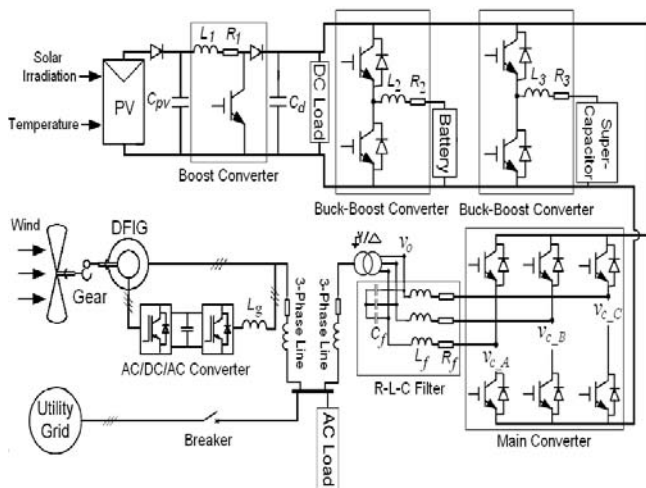 Solar
Irradiation
Temperature
PV
Cpv
L1
R1
Cd
Boost Converter
DC Load
L2
R2
Battery
Buck-Boost Converter
L3
R3
Super-
Capacitor
Buck-Boost Converter
Wind
DFIG
Gear
Lg
AC/DC/AC Converter
3-Phase Line
3-Phase Line
Y/△
vo
Cf
Lf
Rf
R-L-C Filter
vc_A
vc_B
vc_C
Main Converter
Utility
Grid
Breaker
AC Load